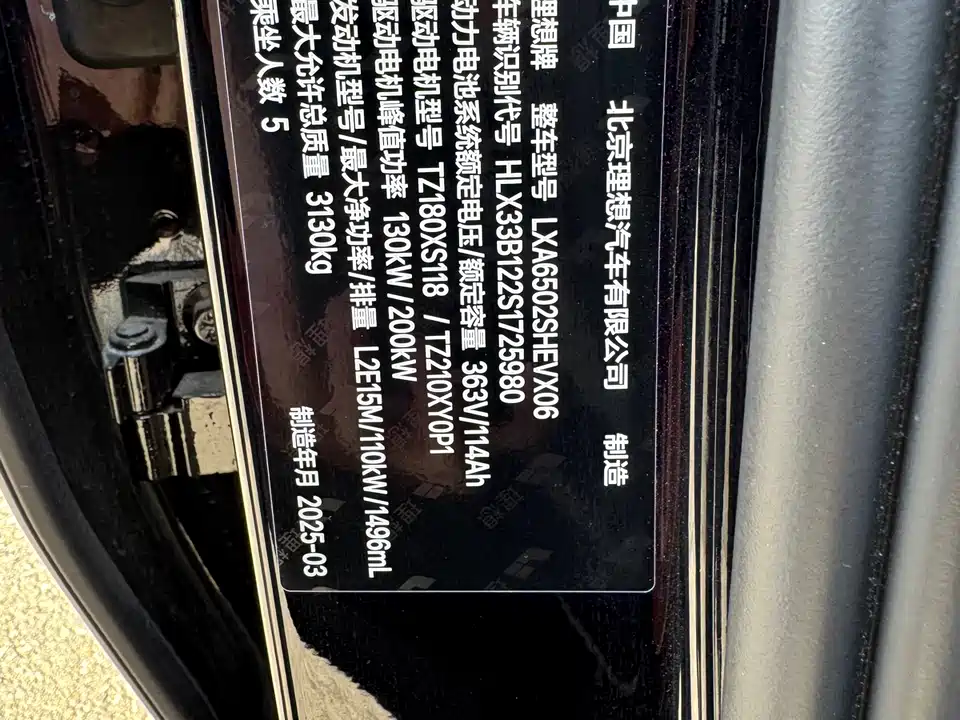 中国 北京理想汽车有限公司 制造
理想牌 整车型号 LXA6502SHEVX06
车辆识别代号 HLX33B122S1725980
动力电池系统额定电压/额定容量 363V/114Ah
驱动电机型号 TZ180XS118 /TZ210XY0P1
驱动电机峰值功率 130kW/200kW
发动机型号/最大净功率/排量 L2E15M/110kW/1496mL
最大允许总质量 3130kg
乘坐人数 5
制造年月 2025-03